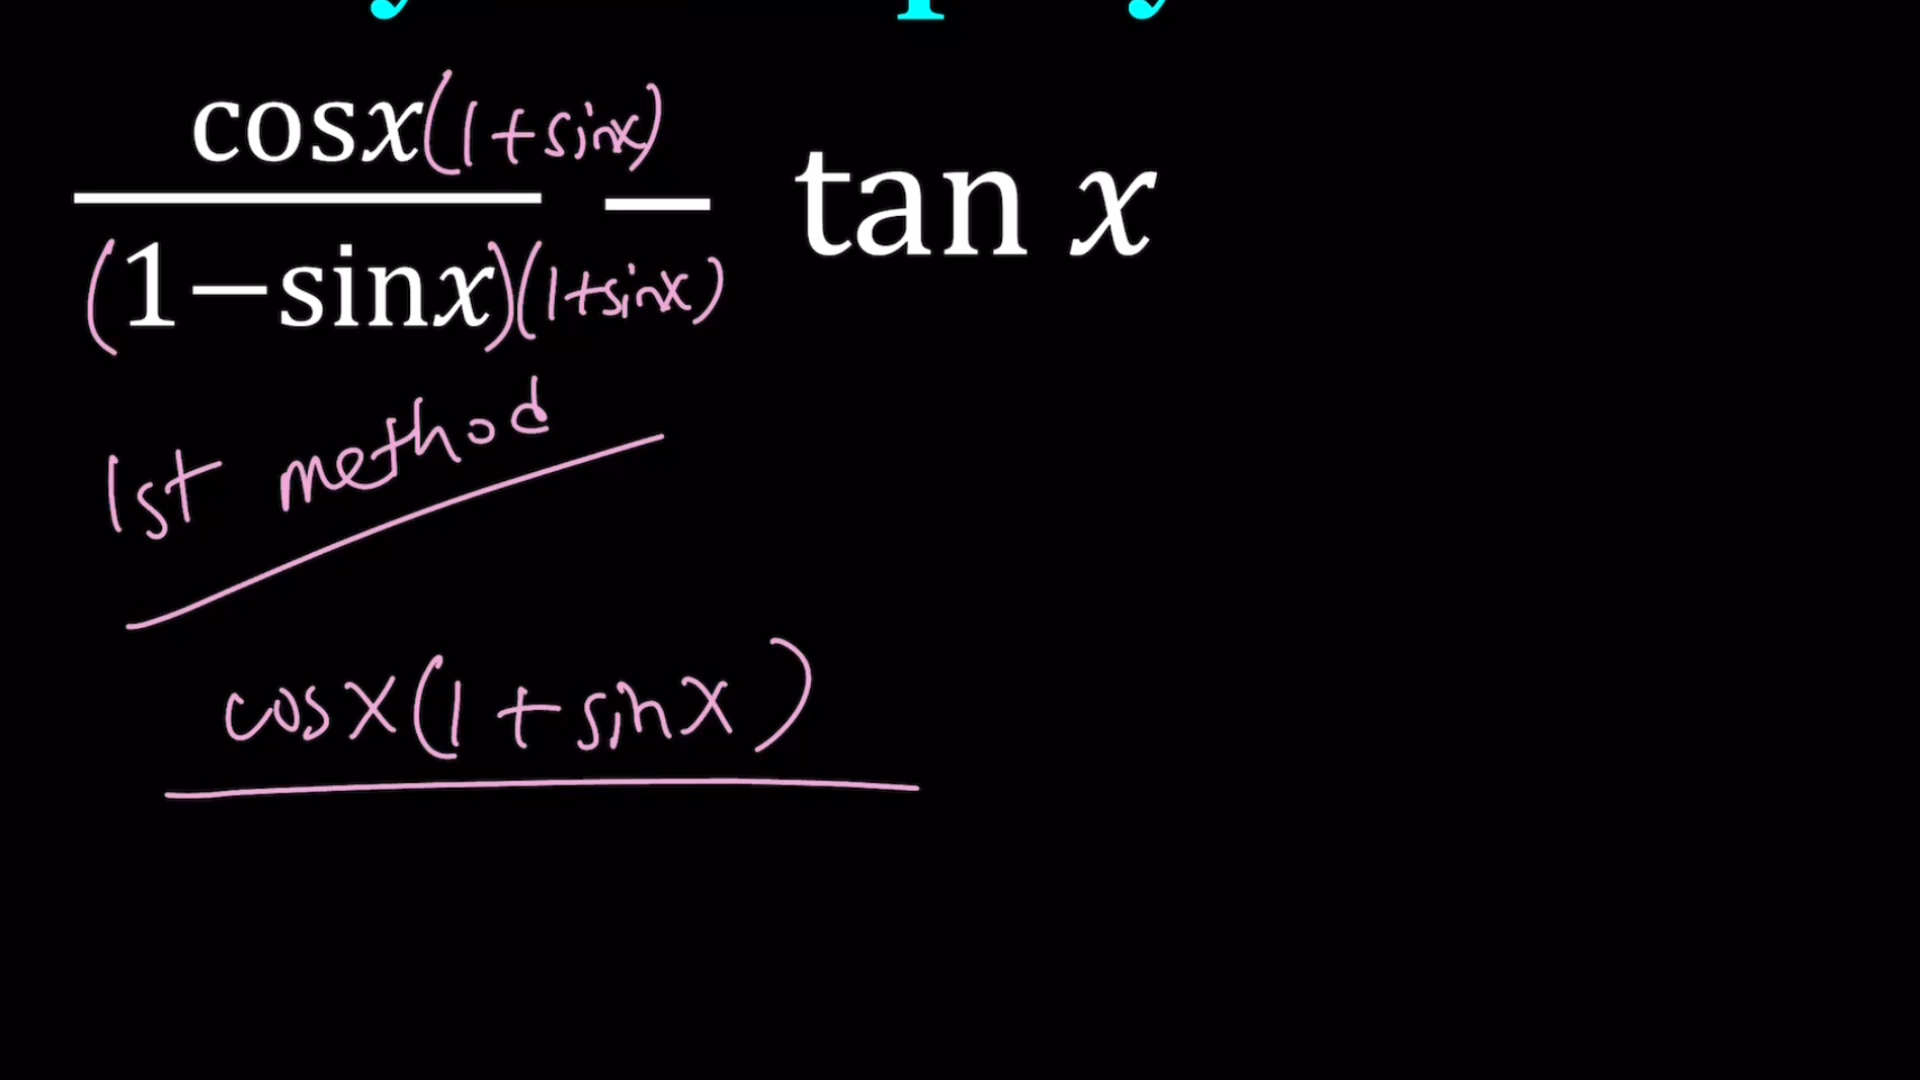 cosx(1+sinx)
(1−sinx)(1+sinx)
− tan x
1st method
cosx(1+sinx)